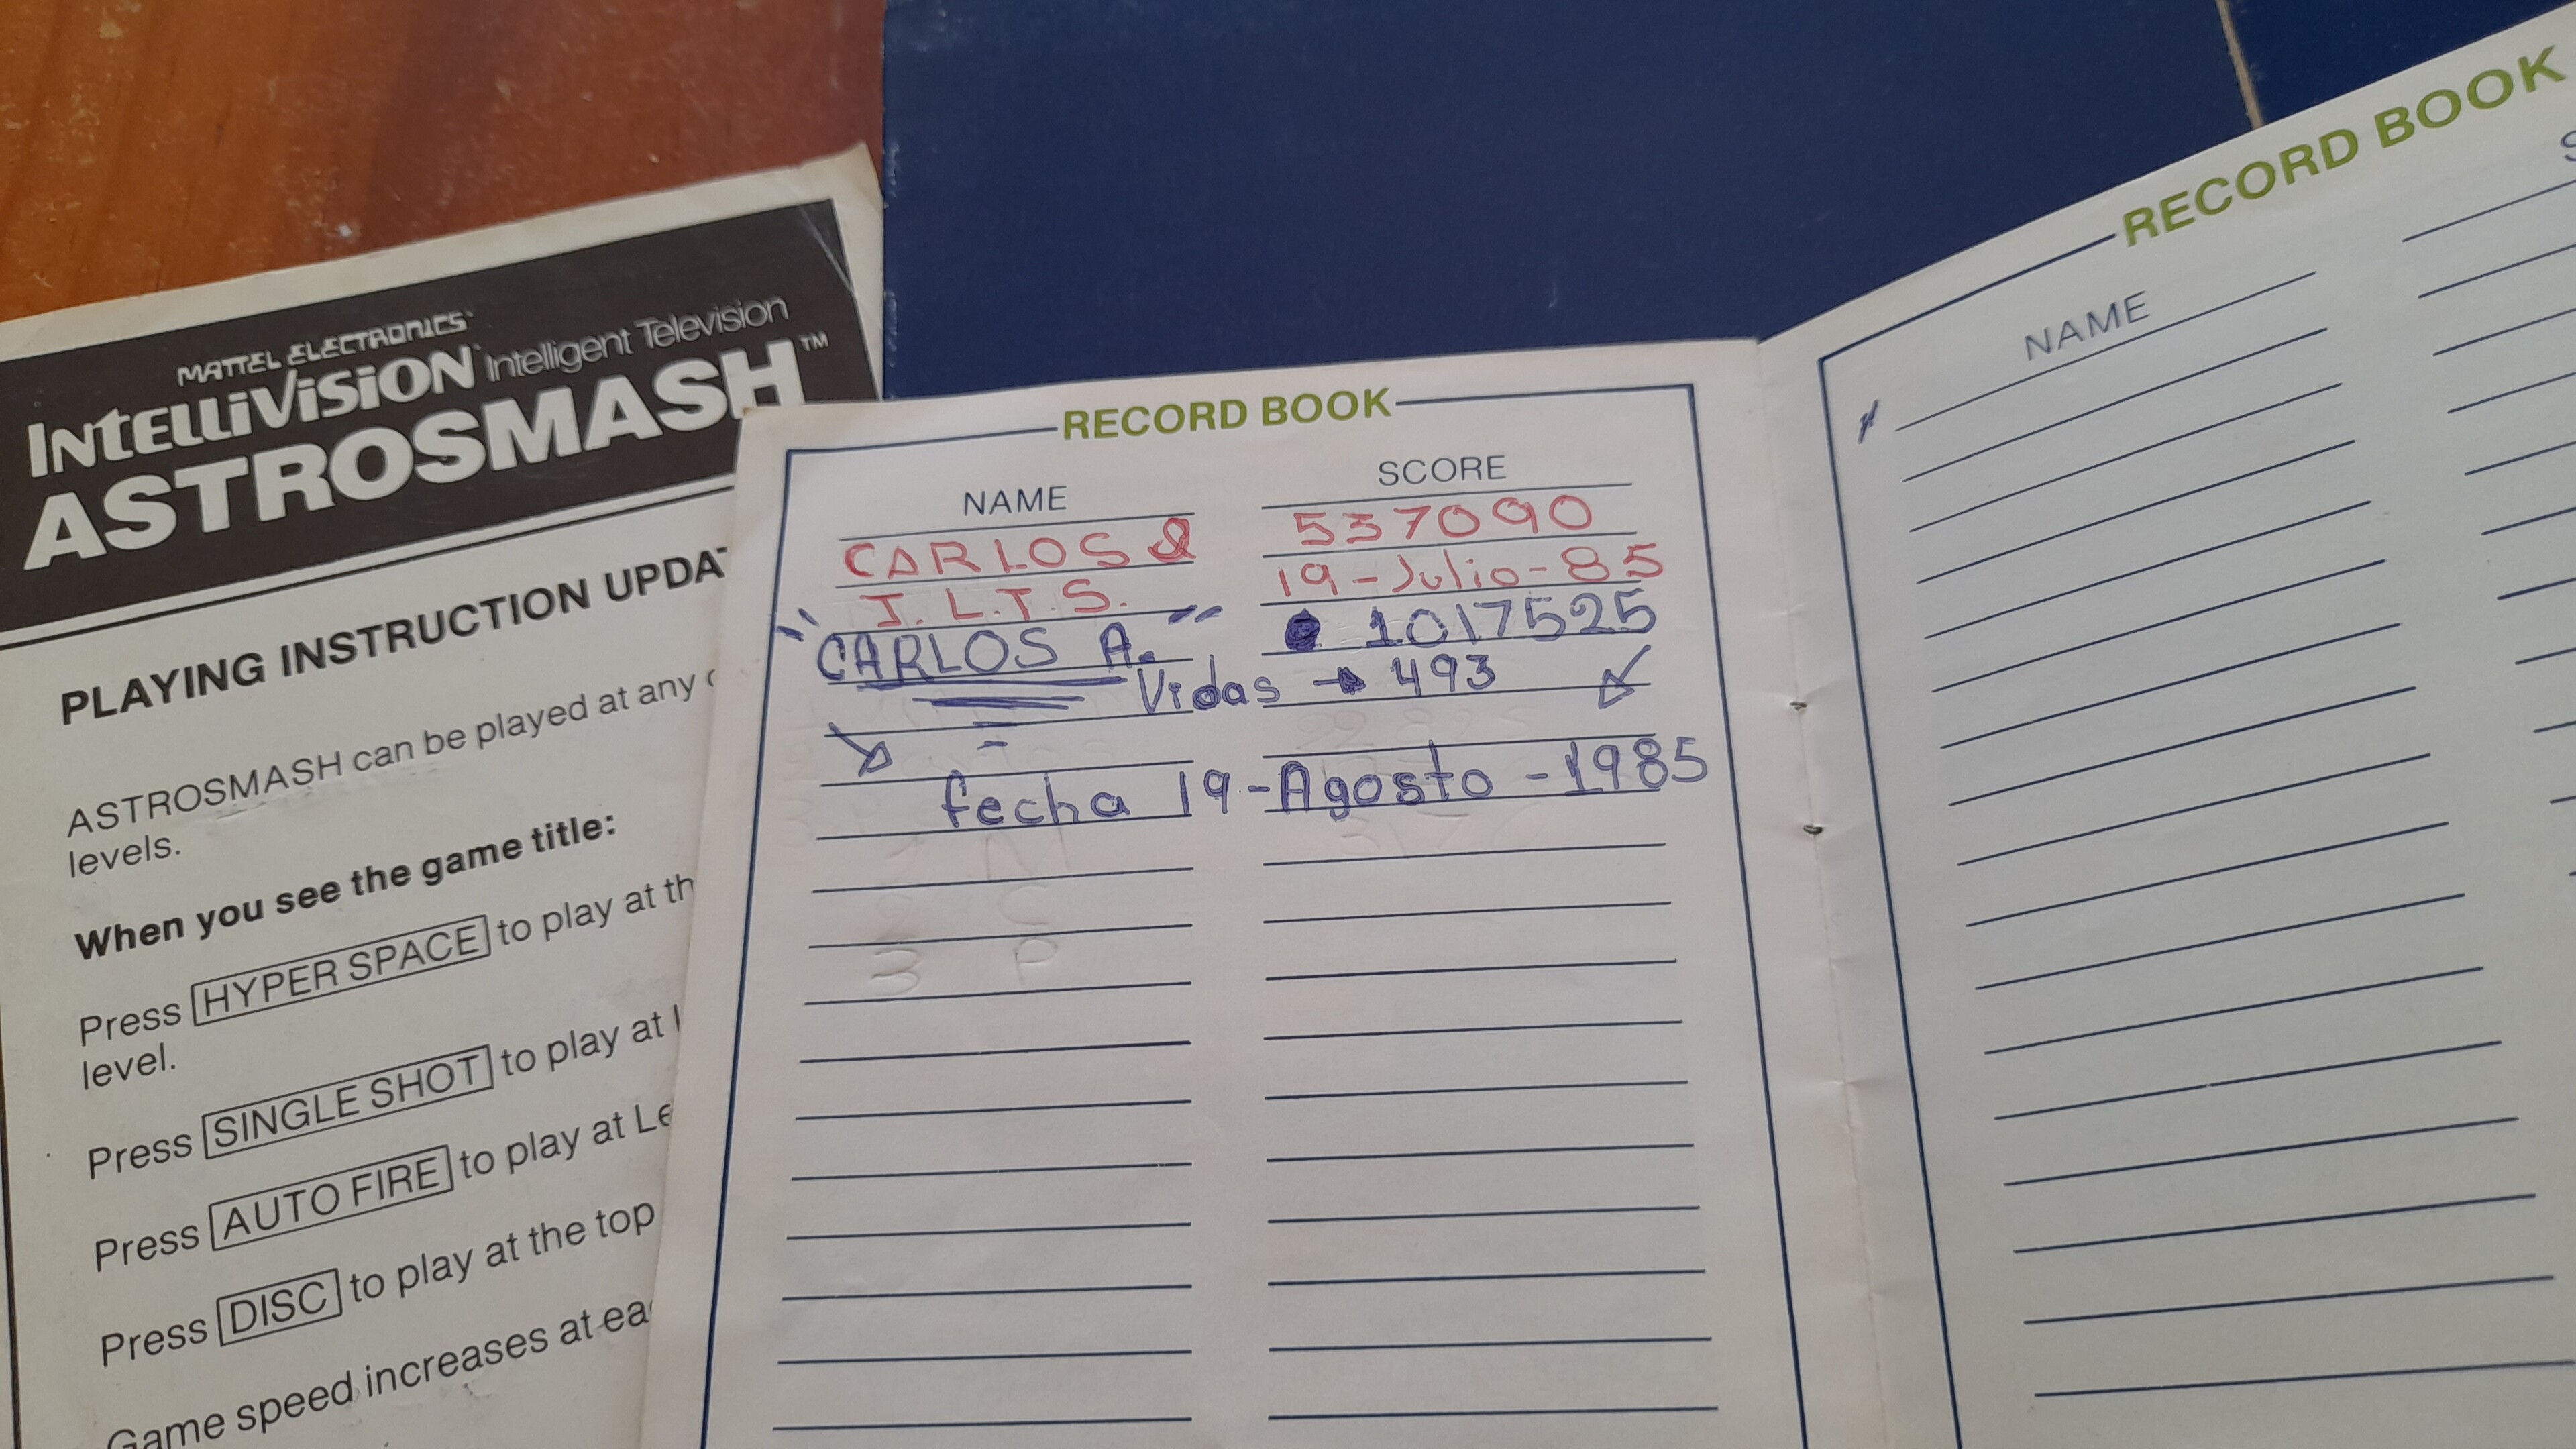 MATTEL ELECTRONICS
INTELLIVISION Intelligent Television
ASTROSMASH™
PLAYING INSTRUCTION UPDA
ASTROSMASH can be played at any
levels.
When you see the game title:
Press HYPER SPACE to play at th
level.
Press SINGLE SHOT to play at
Press AUTO FIRE to play at Le
Press DISC to play at the top
Game speed increases at eac
RECORD BOOK
NAME SCORE
CARLOS & 537090
J.L.T.S. 19-Julio-85
"CARLOS A." 1017525
Vidas → 493
fecha 19-Agosto-1985
3 P
RECORD BOOK
NAME S